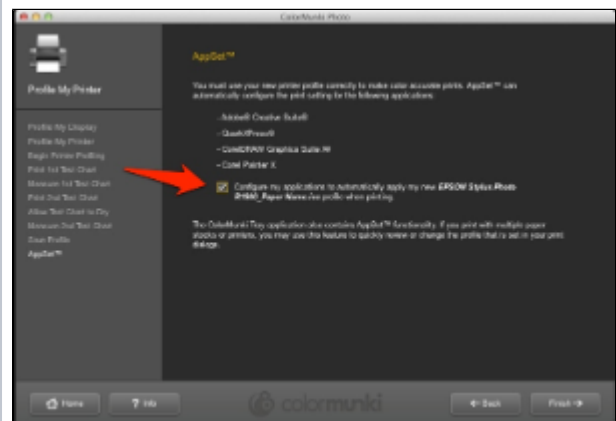 ColorMunki Photo
Profile My Printer
Profile My Display
Profile My Printer
Begin Printer Profiling
Print 1st Test Chart
Measure 1st Test Chart
Print 2nd Test Chart
Allow Test Chart to Dry
Measure 2nd Test Chart
Save Profile
AppSet™
AppSet™
You must use your new printer profile correctly to make color accurate prints. AppSet™ can
automatically configure the print setting for the following applications:
- Adobe® Creative Suite®
- QuarkXPress®
- CorelDRAW Graphics Suite
- Corel Painter X
Configure my applications to automatically apply my new EPSON Stylus Photo
Paper Name.icc profile when printing.
The ColorMunki Tray application also contains AppSet™ functionality. If you print with multiple paper
stocks or printers, you may use this feature to quickly review or change the profile that is set in your print
dialogs.
Home
? Info
colormunki
← Back
Finish →